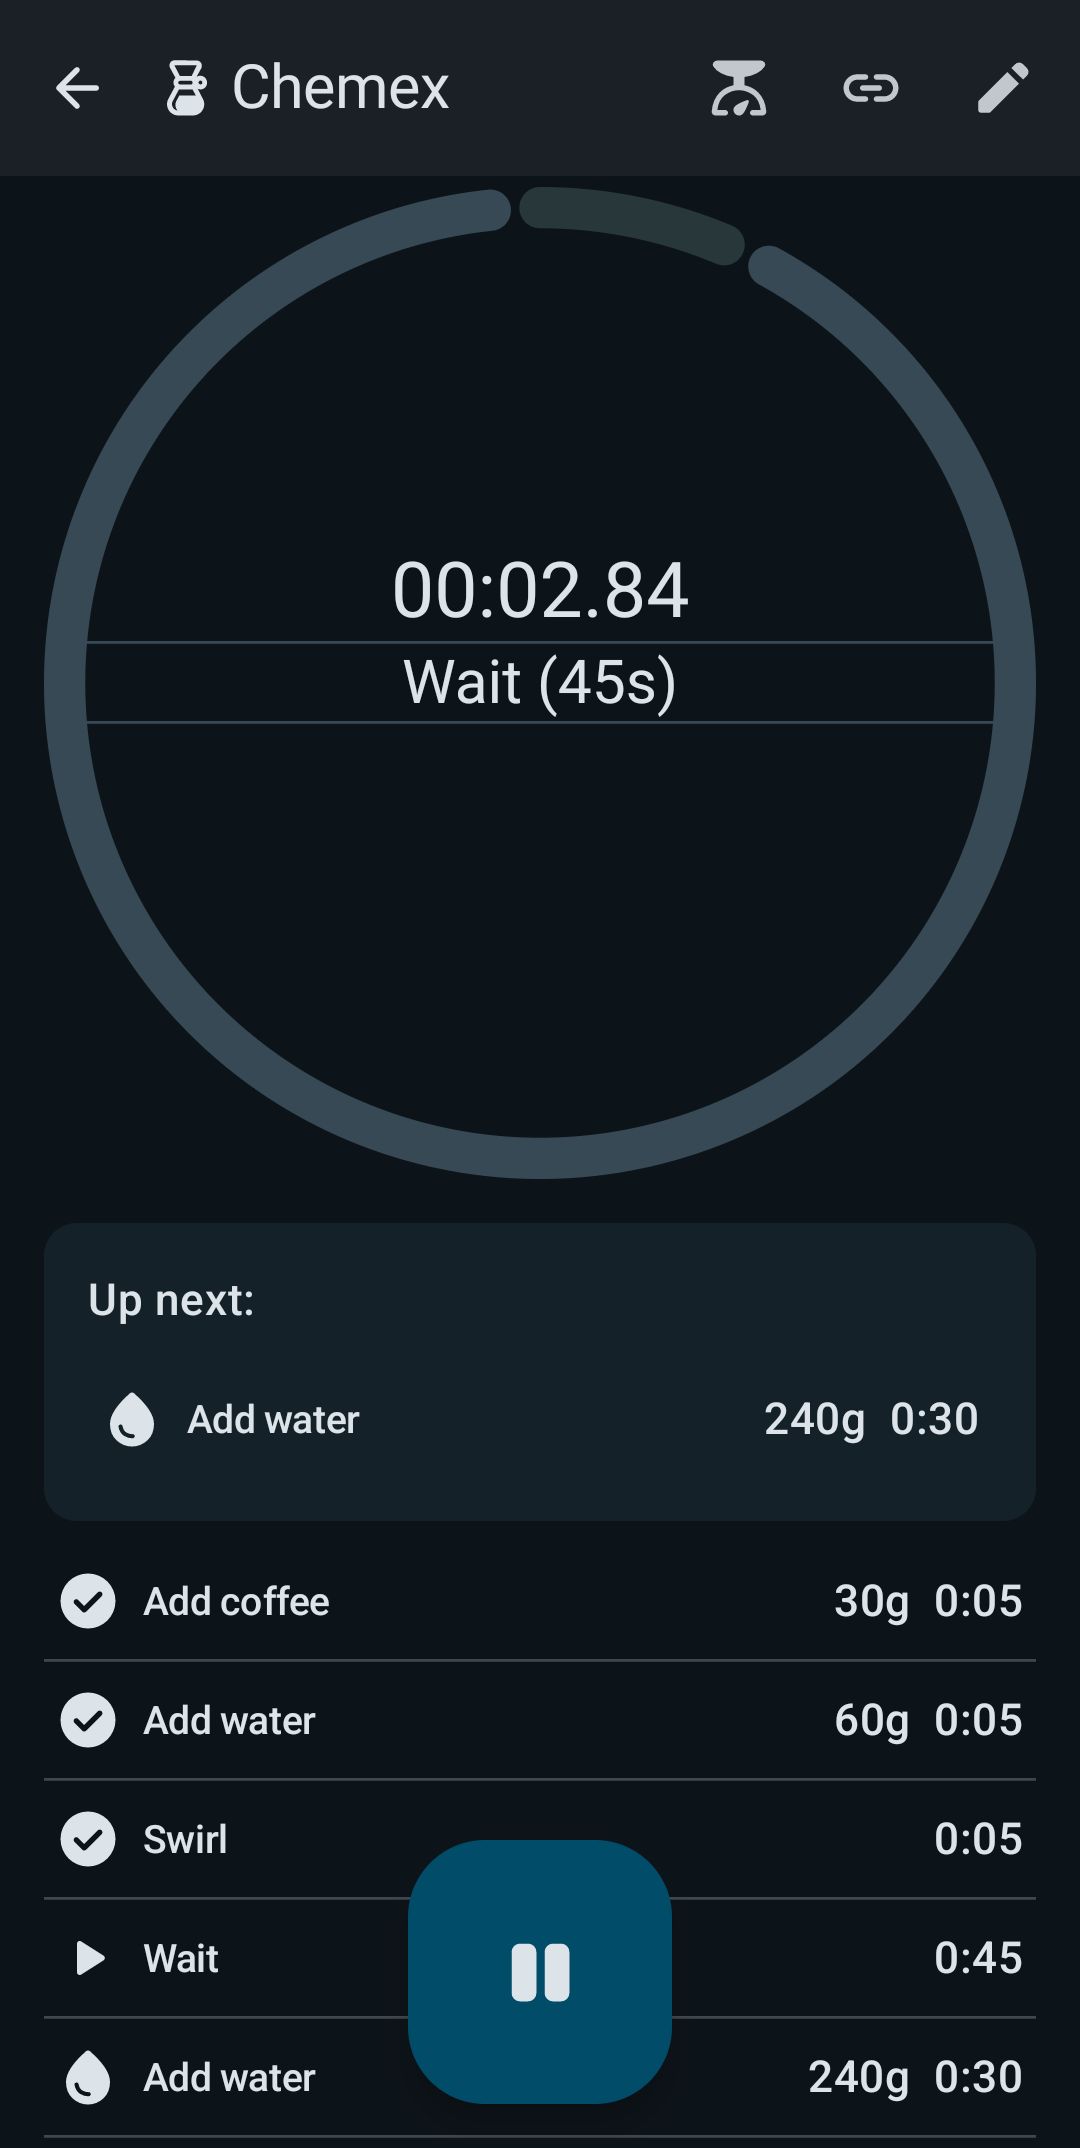 Chemex
00:02.84
Wait (45s)
Up next:
Add water 240g 0:30
Add coffee 30g 0:05
Add water 60g 0:05
Swirl 0:05
Wait 0:45
Add water 240g 0:30